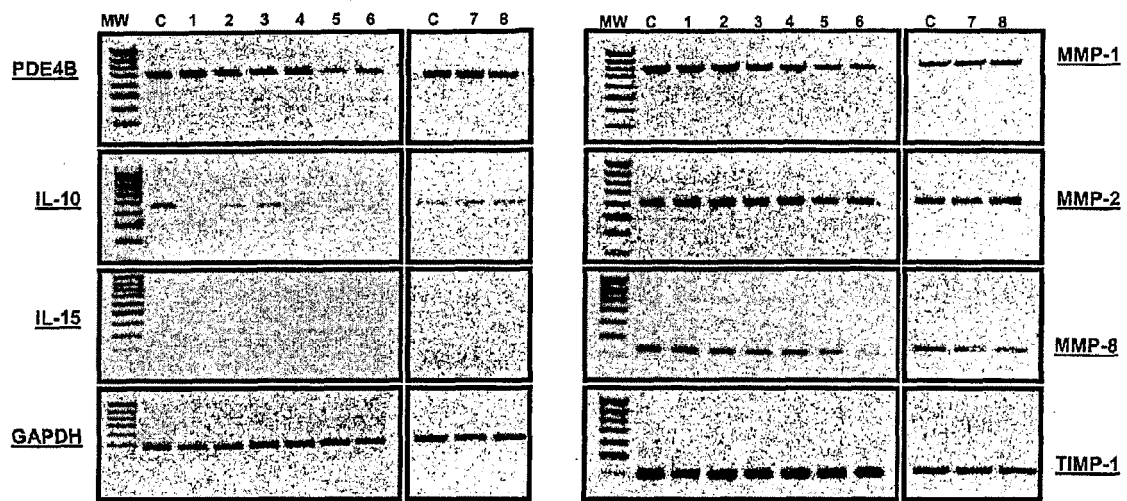 MW C 1 2 3 4 5 6 C 7 8
PDE4B
IL-10
IL-15
GAPDH
MW C 1 2 3 4 5 6 C 7 8
MMP-1
MMP-2
MMP-8
TIMP-1